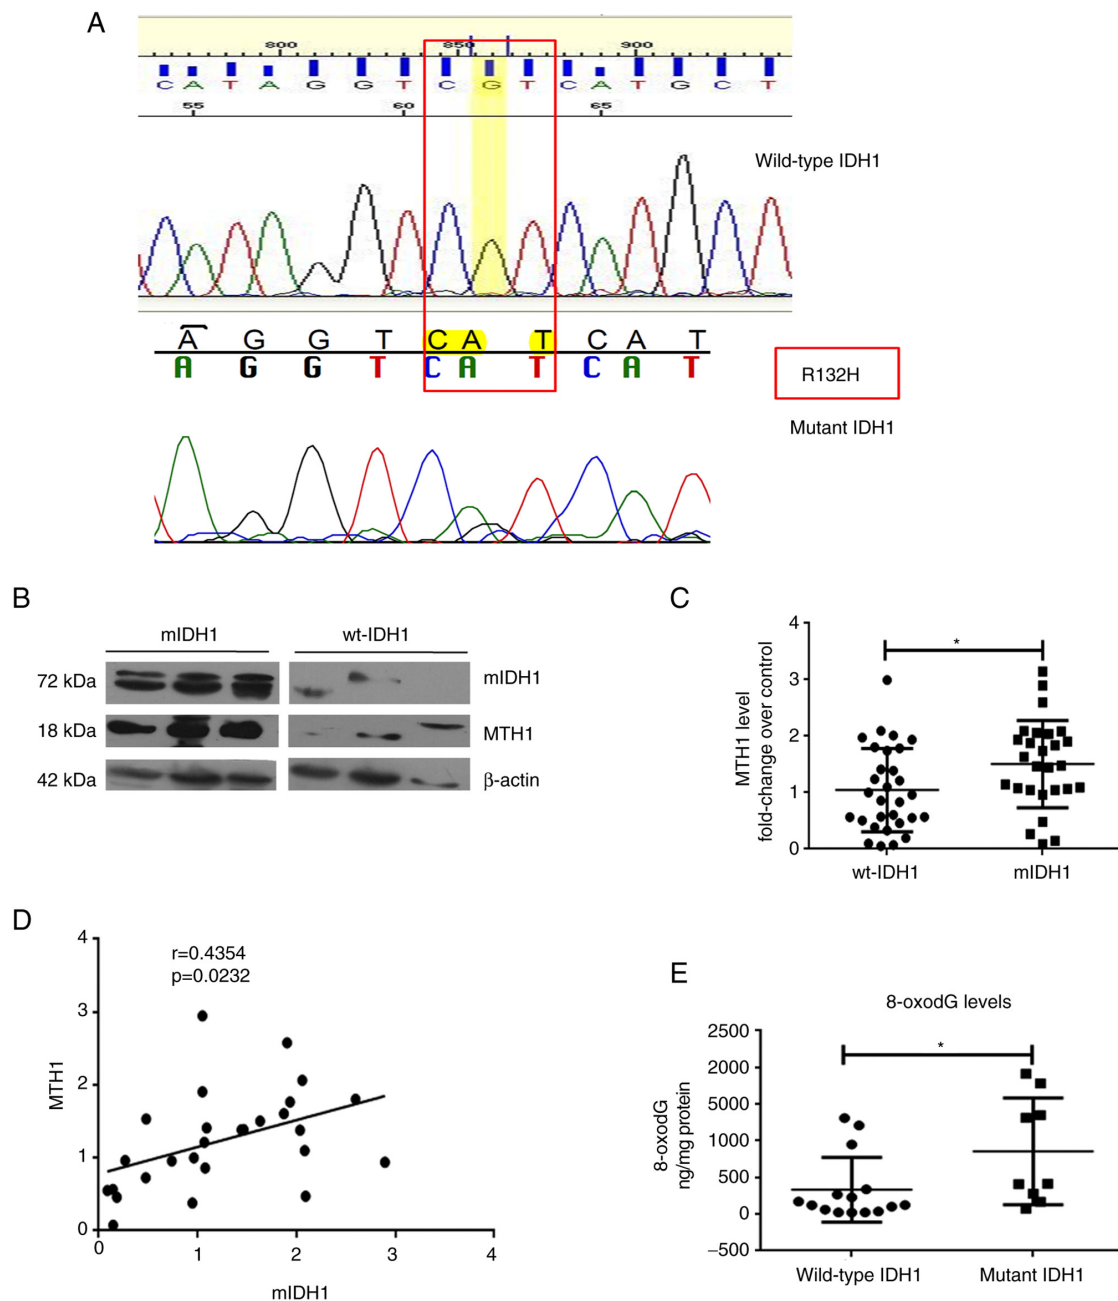 A
800 850 900
C A T A G G T C G T C A T G C T
55 60 65
Wild-type IDH1
A G G T C A T C A T
A G G T C A T C A T
R132H
Mutant IDH1
B
mIDH1 wt-IDH1
72 kDa mIDH1
18 kDa MTH1
42 kDa β-actin
C
MTH1 level
fold-change over control
4
3
2
1
0
wt-IDH1 mIDH1
*
D
r=0.4354
p=0.0232
MTH1
4
3
2
1
0
0 1 2 3 4
mIDH1
E
8-oxodG levels
*
8-oxodG
ng/mg protein
2500
2000
5000
1000
500
0
–500
Wild-type IDH1 Mutant IDH1